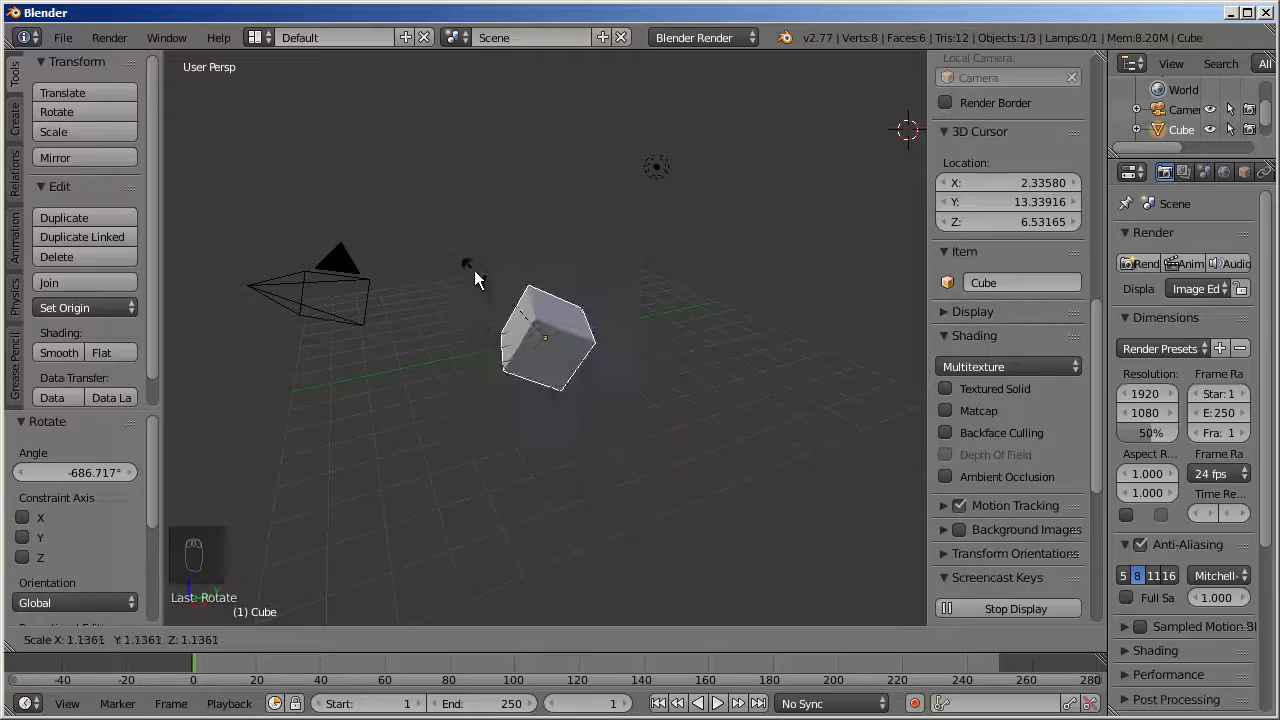 Blender
File Render Window Help Default Scene Blender Render v2.77 | Verts:8 | Faces:6 | Tris:12 | Objects:1/3 | Lamps:0/1 | Mem:8.20M | Cube
Tools
Create
Relations
Animation
Physics
Grease Pencil
Transform
Translate
Rotate
Scale
Mirror
Edit
Duplicate
Duplicate Linked
Delete
Join
Set Origin
Shading:
Smooth Flat
Data Transfer:
Data Data La
Rotate
Angle
-686.717°
Constraint Axis
X
Y
Z
Orientation
Global
User Persp
Last: Rotate
(1) Cube
Scale X: 1.1361 Y: 1.1361 Z: 1.1361
Local Camera:
Camera
Render Border
3D Cursor
Location:
X: 2.33580
Y: 13.33916
Z: 6.53165
Item
Cube
Display
Shading
Multitexture
Textured Solid
Matcap
Backface Culling
Depth Of Field
Ambient Occlusion
Motion Tracking
Background Images
Transform Orientations
Screencast Keys
Stop Display
View Search All
World
Camer
Cube
Scene
Render
Rend Anim Audio
Displa Image Ed
Dimensions
Render Presets
Resolution: Frame Ra
1920 Star: 1
1080 E: 250
50% Fra: 1
Aspect R... Frame Ra
1.000 24 fps
1.000 Time Re...
Anti-Aliasing
5 8 11 16 Mitchell-
Full Sa 1.000
Sampled Motion Bl
Shading
Performance
Post Processing
-40 -20 0 20 40 60 80 100 120 140 160 180 200 220 240 260 280
View Marker Frame Playback Start: 1 End: 250 1 No Sync